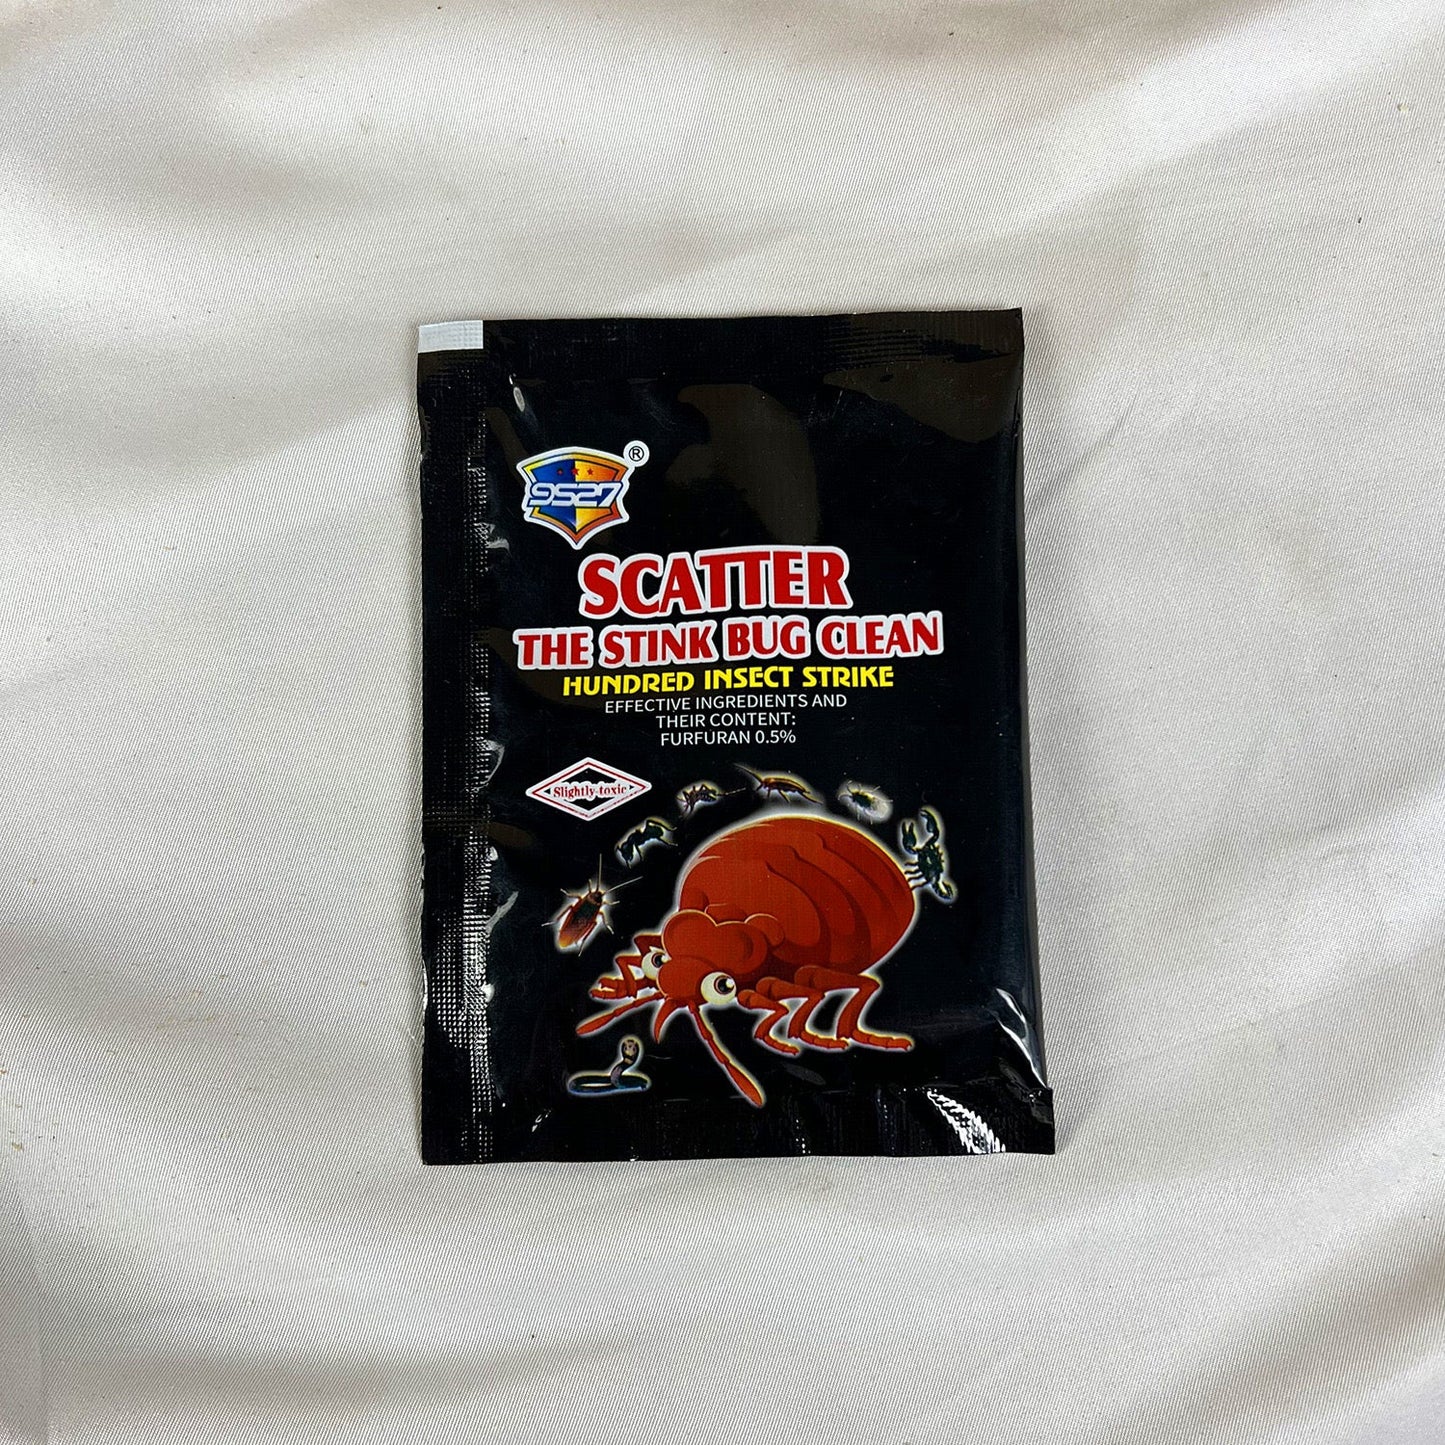 9527 ®
SCATTER
THE STINK BUG CLEAN
HUNDRED INSECT STRIKE
EFFECTIVE INGREDIENTS AND
THEIR CONTENT:
FURFURAN 0.5%
Slightly-toxic